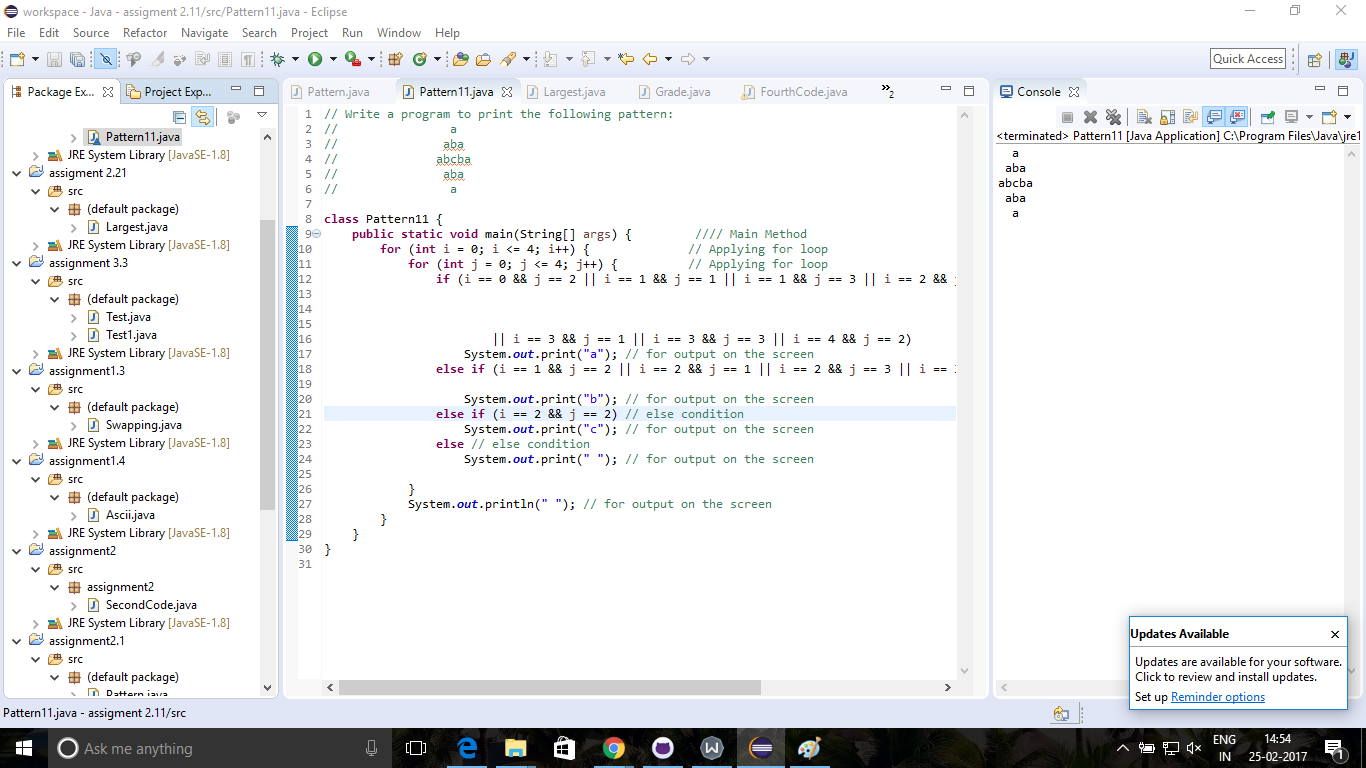 workspace - Java - assigment 2.11/src/Pattern11.java - Eclipse
File Edit Source Refactor Navigate Search Project Run Window Help
Quick Access
Package Ex... Project Exp...
Pattern11.java
JRE System Library [JavaSE-1.8]
assigment 2.21
src
(default package)
Largest.java
JRE System Library [JavaSE-1.8]
assignment 3.3
src
(default package)
Test.java
Test1.java
JRE System Library [JavaSE-1.8]
assignment1.3
src
(default package)
Swapping.java
JRE System Library [JavaSE-1.8]
assignment1.4
src
(default package)
Ascii.java
JRE System Library [JavaSE-1.8]
assignment2
src
assignment2
SecondCode.java
JRE System Library [JavaSE-1.8]
assignment2.1
src
(default package)
Pattern.java
Pattern.java Pattern11.java Largest.java Grade.java FourthCode.java »2
1 // Write a program to print the following pattern:
2 // a
3 // aba
4 // abcba
5 // aba
6 // a
7
8 class Pattern11 {
9 public static void main(String[] args) { //// Main Method
10 for (int i = 0; i <= 4; i++) { // Applying for loop
11 for (int j = 0; j <= 4; j++) { // Applying for loop
12 if (i == 0 && j == 2 || i == 1 && j == 1 || i == 1 && j == 3 || i == 2 &&
13
14
15
16 || i == 3 && j == 1 || i == 3 && j == 3 || i == 4 && j == 2)
17 System.out.print("a"); // for output on the screen
18 else if (i == 1 && j == 2 || i == 2 && j == 1 || i == 2 && j == 3 || i ==
19
20 System.out.print("b"); // for output on the screen
21 else if (i == 2 && j == 2) // else condition
22 System.out.print("c"); // for output on the screen
23 else // else condition
24 System.out.print(" "); // for output on the screen
25
26 }
27 System.out.println(" "); // for output on the screen
28 }
29 }
30 }
31
Console
<terminated> Pattern11 [Java Application] C:\Program Files\Java\jre1
a
aba
abcba
aba
a
Updates Available
Updates are available for your software.
Click to review and install updates.
Set up Reminder options
Pattern11.java - assigment 2.11/src
Ask me anything
ENG
IN
14:54
25-02-2017
1